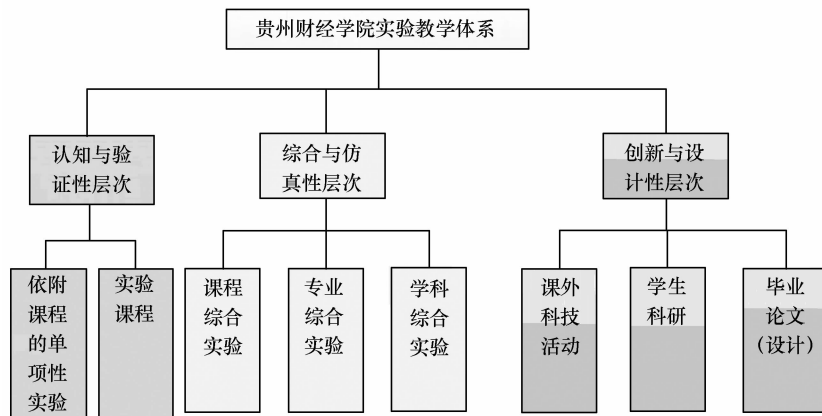 贵州财经学院实验教学体系
认知与验
证性层次
综合与仿
真性层次
创新与设
计性层次
依附
课程
的单
项性
实验
实验
课程
课程
综合
实验
专业
综合
实验
学科
综合
实验
课外
科技
活动
学生
科研
毕业
论文
(设计)